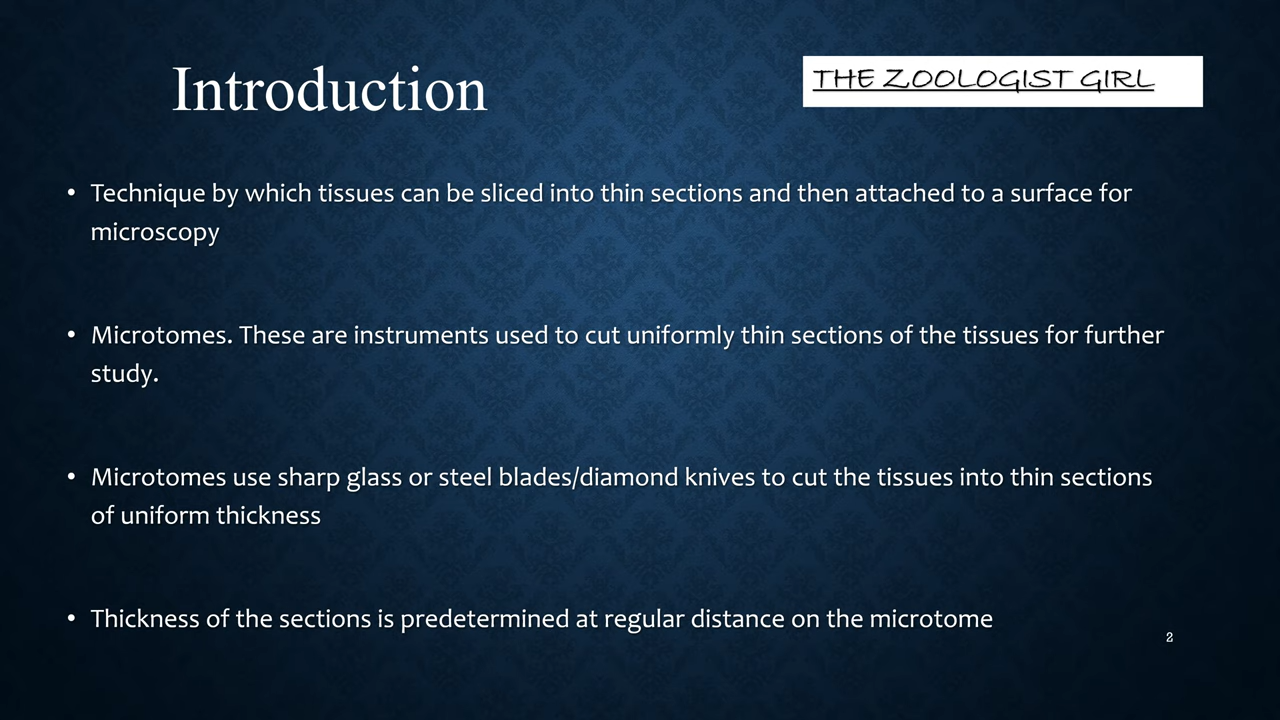 Introduction
THE ZOOLOGIST GIRL
• Technique by which tissues can be sliced into thin sections and then attached to a surface for
microscopy
• Microtomes. These are instruments used to cut uniformly thin sections of the tissues for further
study.
• Microtomes use sharp glass or steel blades/diamond knives to cut the tissues into thin sections
of uniform thickness
• Thickness of the sections is predetermined at regular distance on the microtome
2